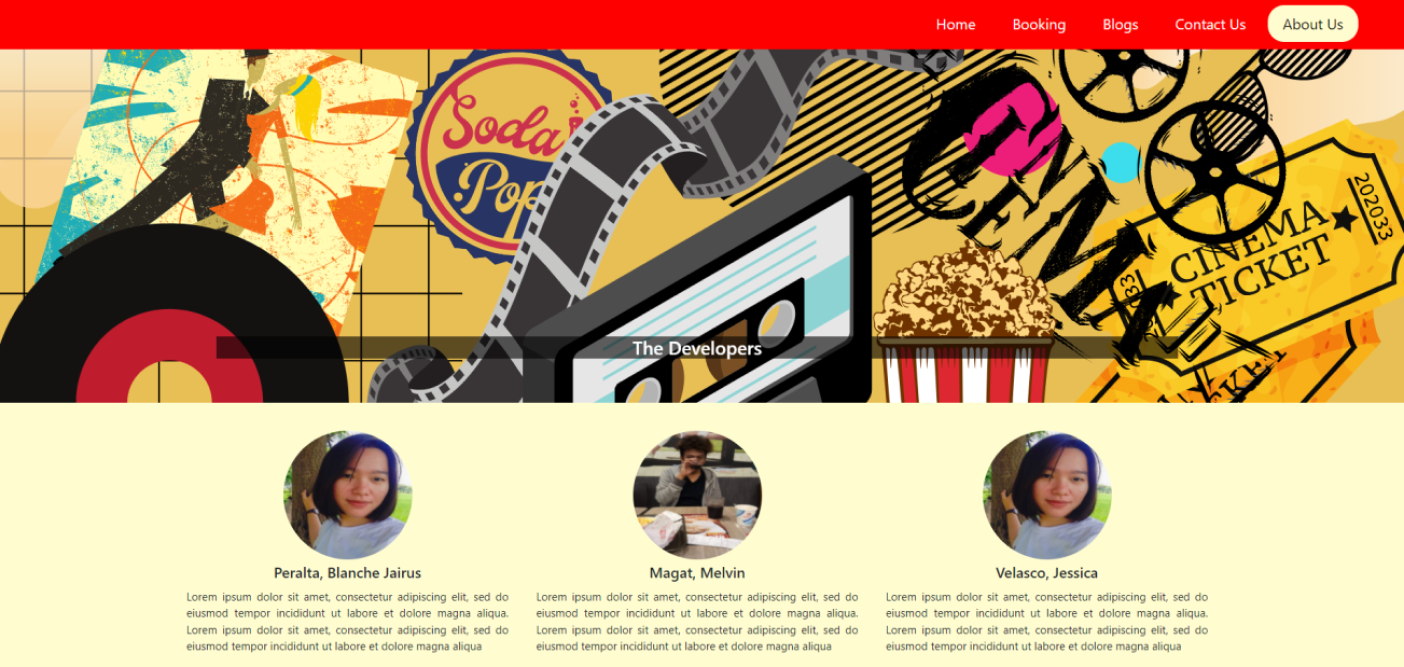 Home Booking Blogs Contact Us About Us
Soda
Pop
CINEMA
202033
CINEMA
TICKET
The Developers
Peralta, Blanche Jairus
Lorem ipsum dolor sit amet, consectetur adipiscing elit, sed do
eiusmod tempor incididunt ut labore et dolore magna aliqua.
Lorem ipsum dolor sit amet, consectetur adipiscing elit, sed do
eiusmod tempor incididunt ut labore et dolore magna aliqua
Magat, Melvin
Lorem ipsum dolor sit amet, consectetur adipiscing elit, sed do
eiusmod tempor incididunt ut labore et dolore magna aliqua.
Lorem ipsum dolor sit amet, consectetur adipiscing elit, sed do
eiusmod tempor incididunt ut labore et dolore magna aliqua
Velasco, Jessica
Lorem ipsum dolor sit amet, consectetur adipiscing elit, sed do
eiusmod tempor incididunt ut labore et dolore magna aliqua.
Lorem ipsum dolor sit amet, consectetur adipiscing elit, sed do
eiusmod tempor incididunt ut labore et dolore magna aliqua